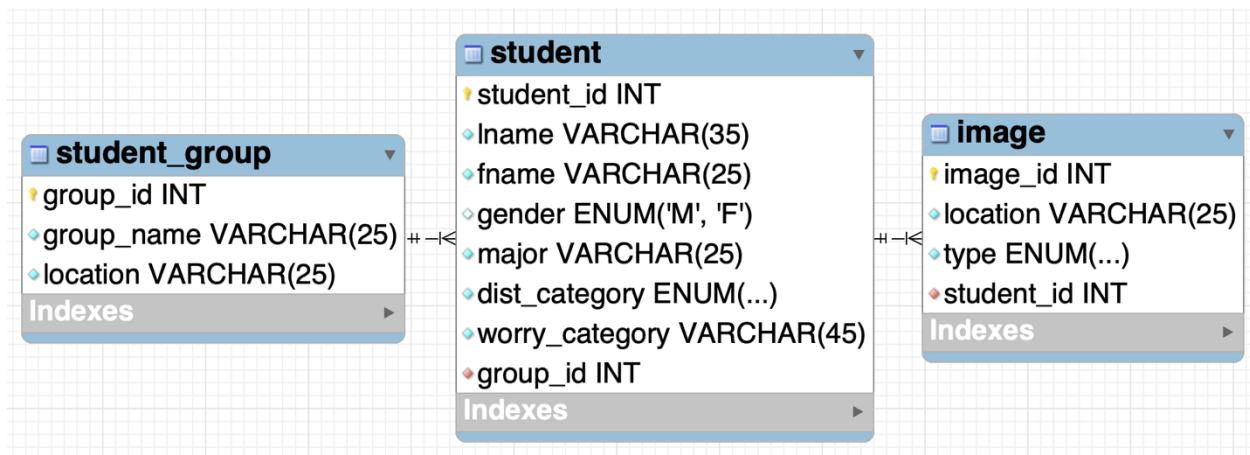 student_group
group_id INT
group_name VARCHAR(25)
location VARCHAR(25)
Indexes
student
student_id INT
lname VARCHAR(35)
fname VARCHAR(25)
gender ENUM('M', 'F')
major VARCHAR(25)
dist_category ENUM(...)
worry_category VARCHAR(45)
group_id INT
Indexes
image
image_id INT
location VARCHAR(25)
type ENUM(...)
student_id INT
Indexes